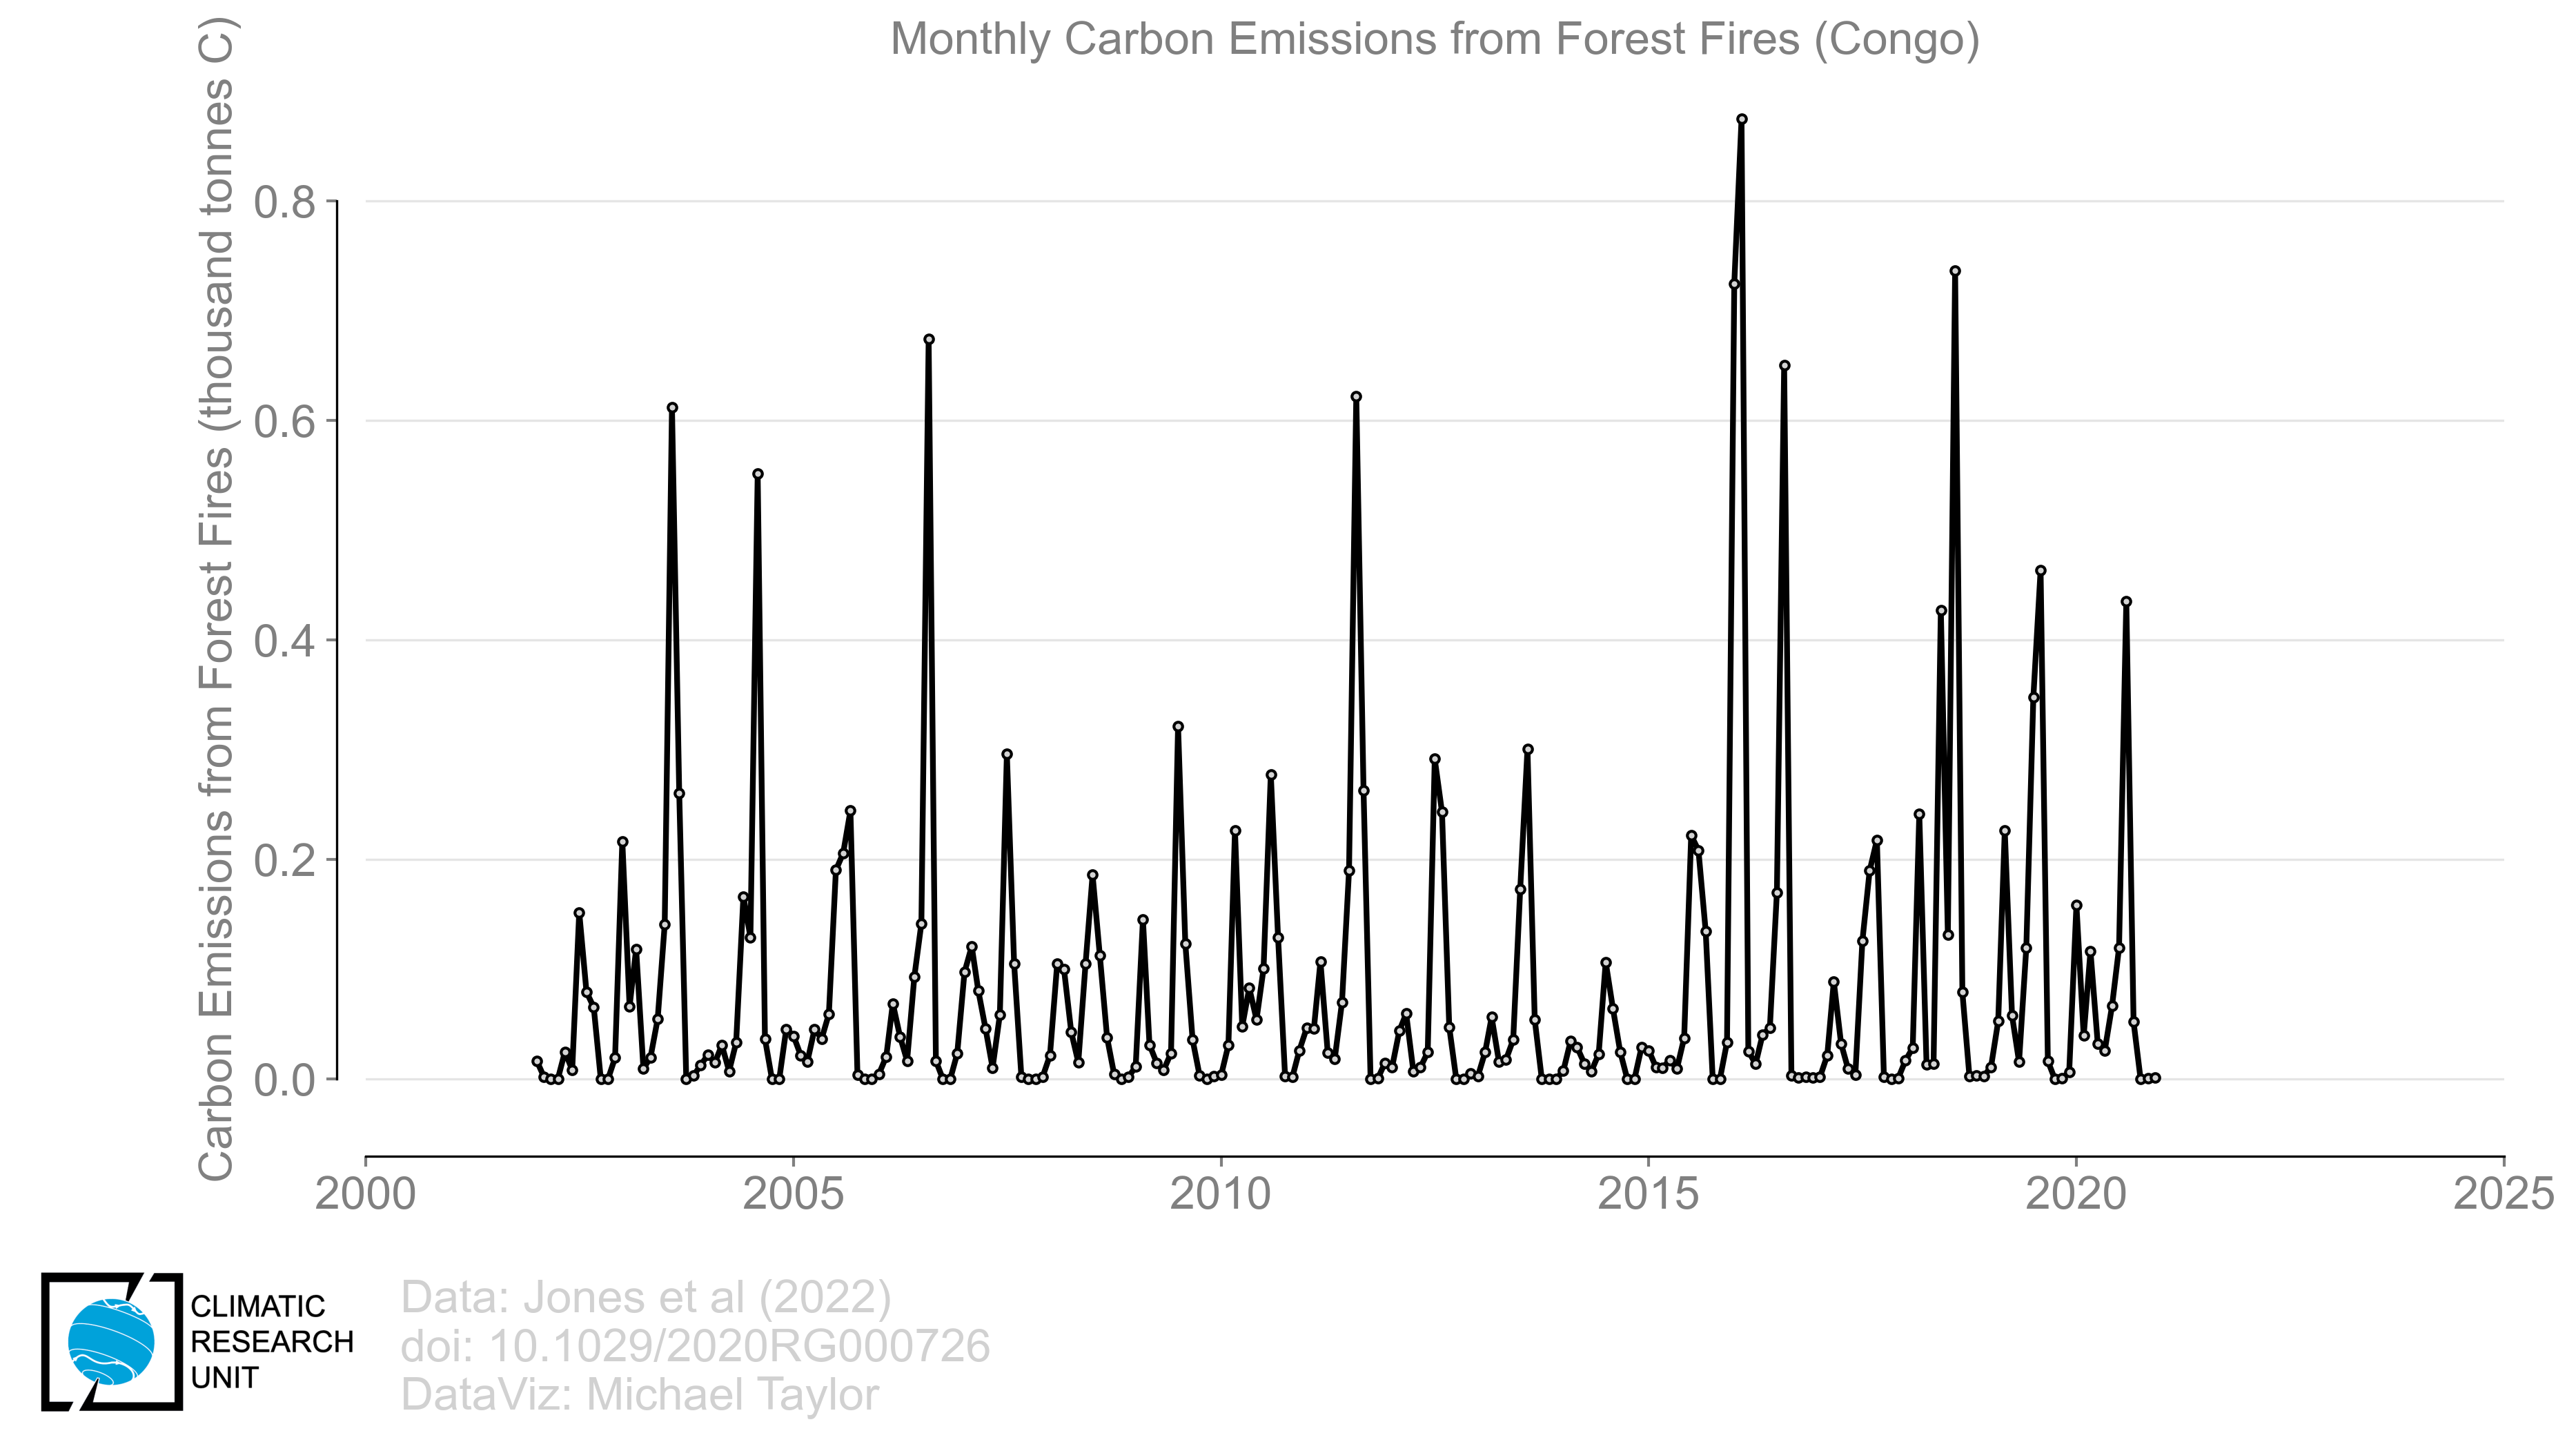 Monthly Carbon Emissions from Forest Fires (Congo)
Carbon Emissions from Forest Fires (thousand tonnes C)
0.8
0.6
0.4
0.2
0.0
2000 2005 2010 2015 2020 2025
CLIMATIC
RESEARCH
UNIT
Data: Jones et al (2022)
doi: 10.1029/2020RG000726
DataViz: Michael Taylor